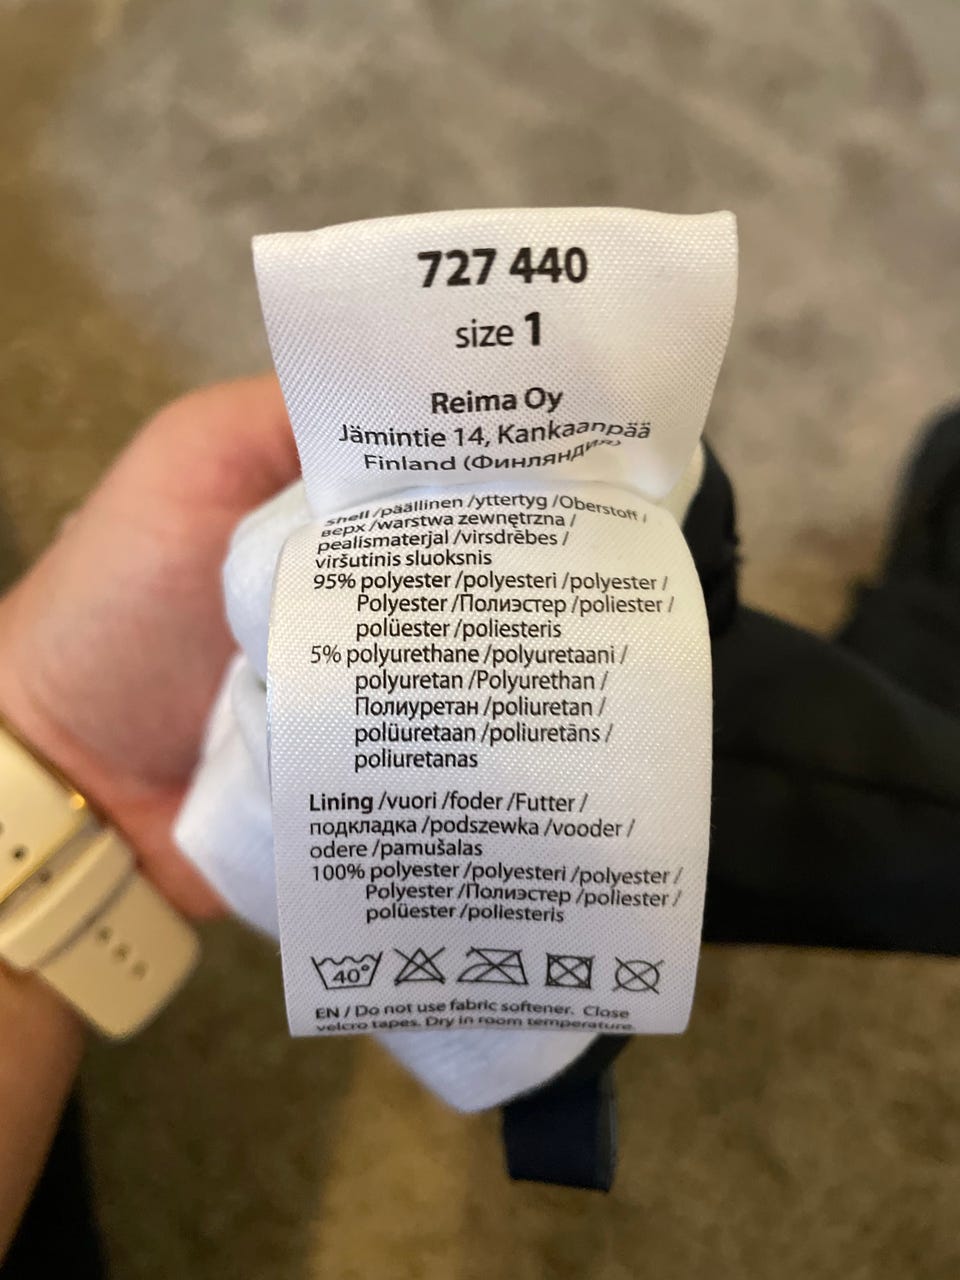 727 440
size 1
Reima Oy
Jämintie 14, Kankaanpää
Finland (Финляндия)
Shell /päällinen /yttertyg /Oberstoff /
верх /warstwa zewnętrzna /
pealismaterjal /virsdrēbes /
viršutinis sluoksnis
95% polyester /polyesteri /polyester /
Polyester /Полиэстер /poliester /
polüester /poliesteris
5% polyurethane /polyuretaani /
polyuretan /Polyurethan /
Полиуретан /poliuretan /
polüuretaan /poliuretāns /
poliuretanas
Lining /vuori /foder /Futter /
подкладка /podszewka /vooder /
odere /pamušalas
100% polyester /polyesteri /polyester /
Polyester /Полиэстер /poliester /
polüester /poliesteris
40°
EN / Do not use fabric softener. Close
velcro tapes. Dry in room temperature.